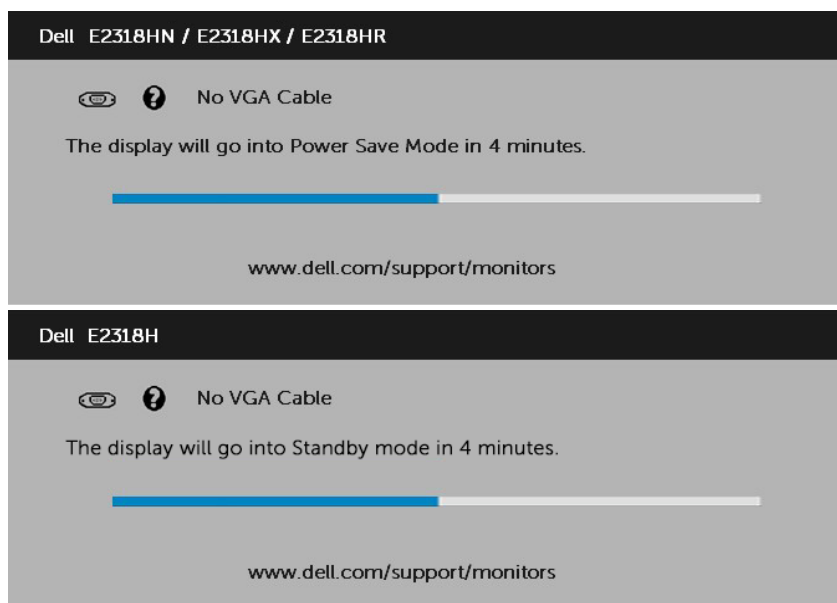 Dell E2318HN / E2318HX / E2318HR
? No VGA Cable
The display will go into Power Save Mode in 4 minutes.
www.dell.com/support/monitors
Dell E2318H
? No VGA Cable
The display will go into Standby mode in 4 minutes.
www.dell.com/support/monitors